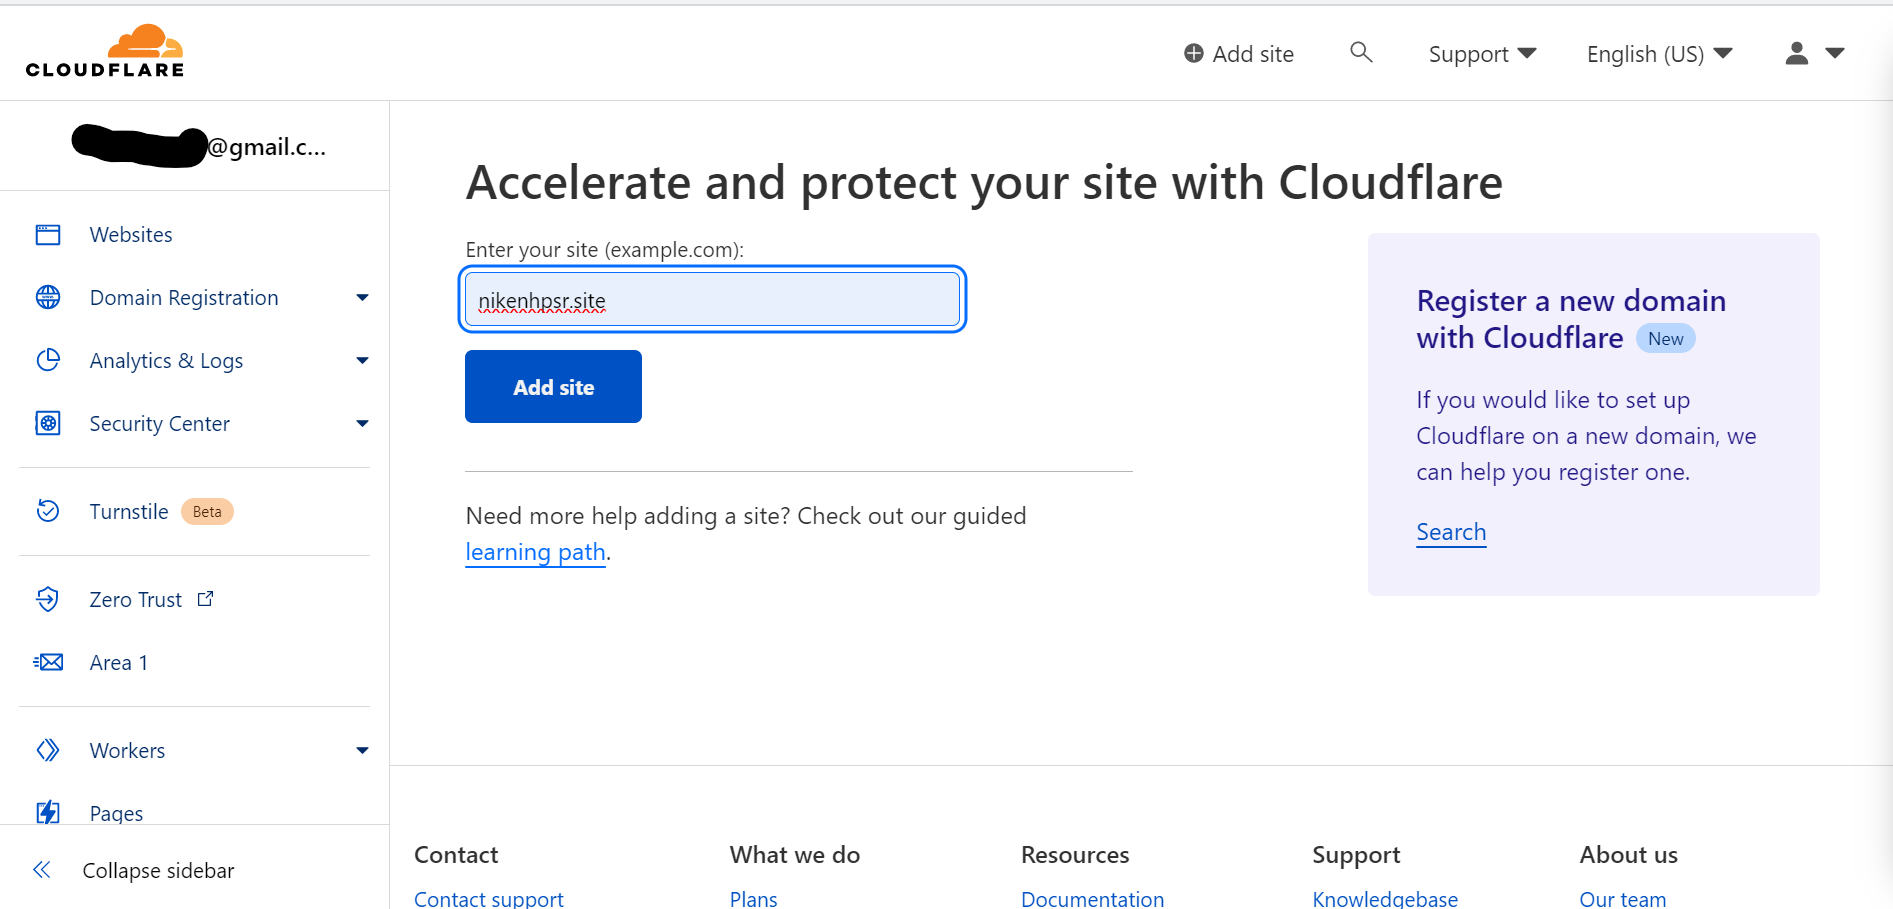 CLOUDFLARE
Add site
Support
English (US)
@gmail.c...
Websites
Domain Registration
Analytics & Logs
Security Center
Turnstile Beta
Zero Trust
Area 1
Workers
Pages
Collapse sidebar
Accelerate and protect your site with Cloudflare
Enter your site (example.com):
nikenhpsr.site
Add site
Need more help adding a site? Check out our guided
learning path.
Register a new domain
with Cloudflare New
If you would like to set up
Cloudflare on a new domain, we
can help you register one.
Search
Contact
Contact support
What we do
Plans
Resources
Documentation
Support
Knowledgebase
About us
Our team